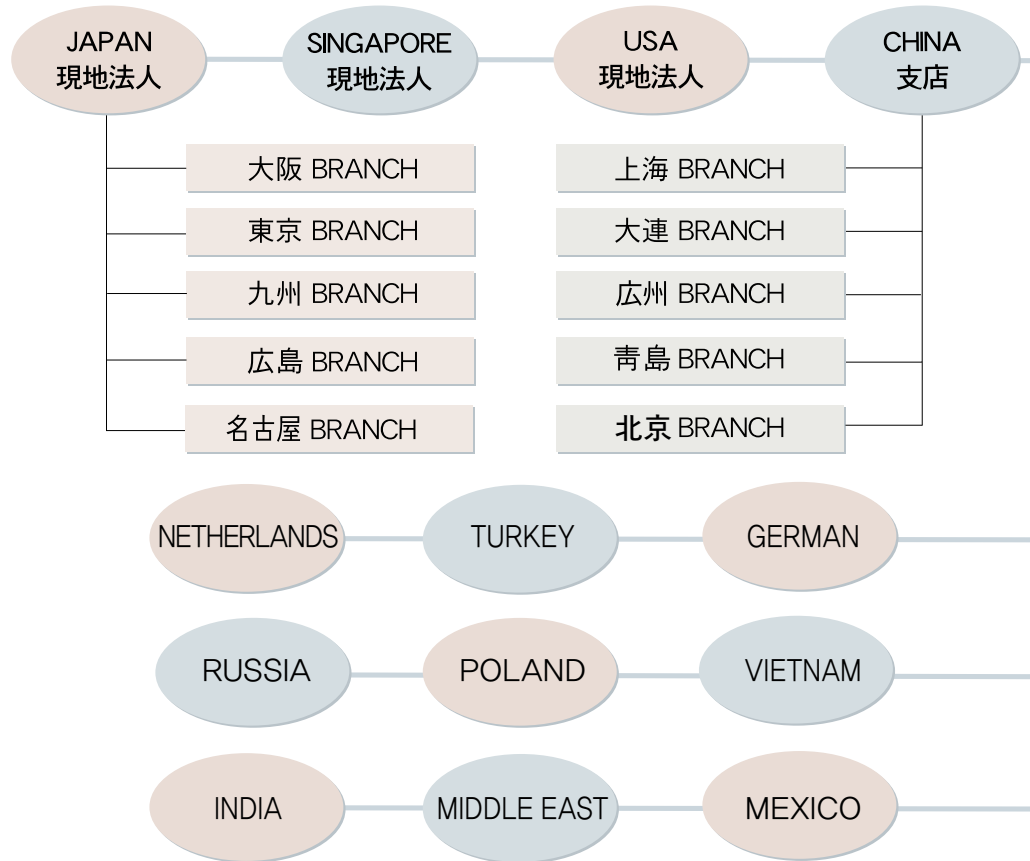 JAPAN
現地法人
SINGAPORE
現地法人
USA
現地法人
CHINA
支店
大阪 BRANCH
東京 BRANCH
九州 BRANCH
広島 BRANCH
名古屋 BRANCH
上海 BRANCH
大連 BRANCH
広州 BRANCH
靑島 BRANCH
北京 BRANCH
NETHERLANDS
TURKEY
GERMAN
RUSSIA
POLAND
VIETNAM
INDIA
MIDDLE EAST
MEXICO